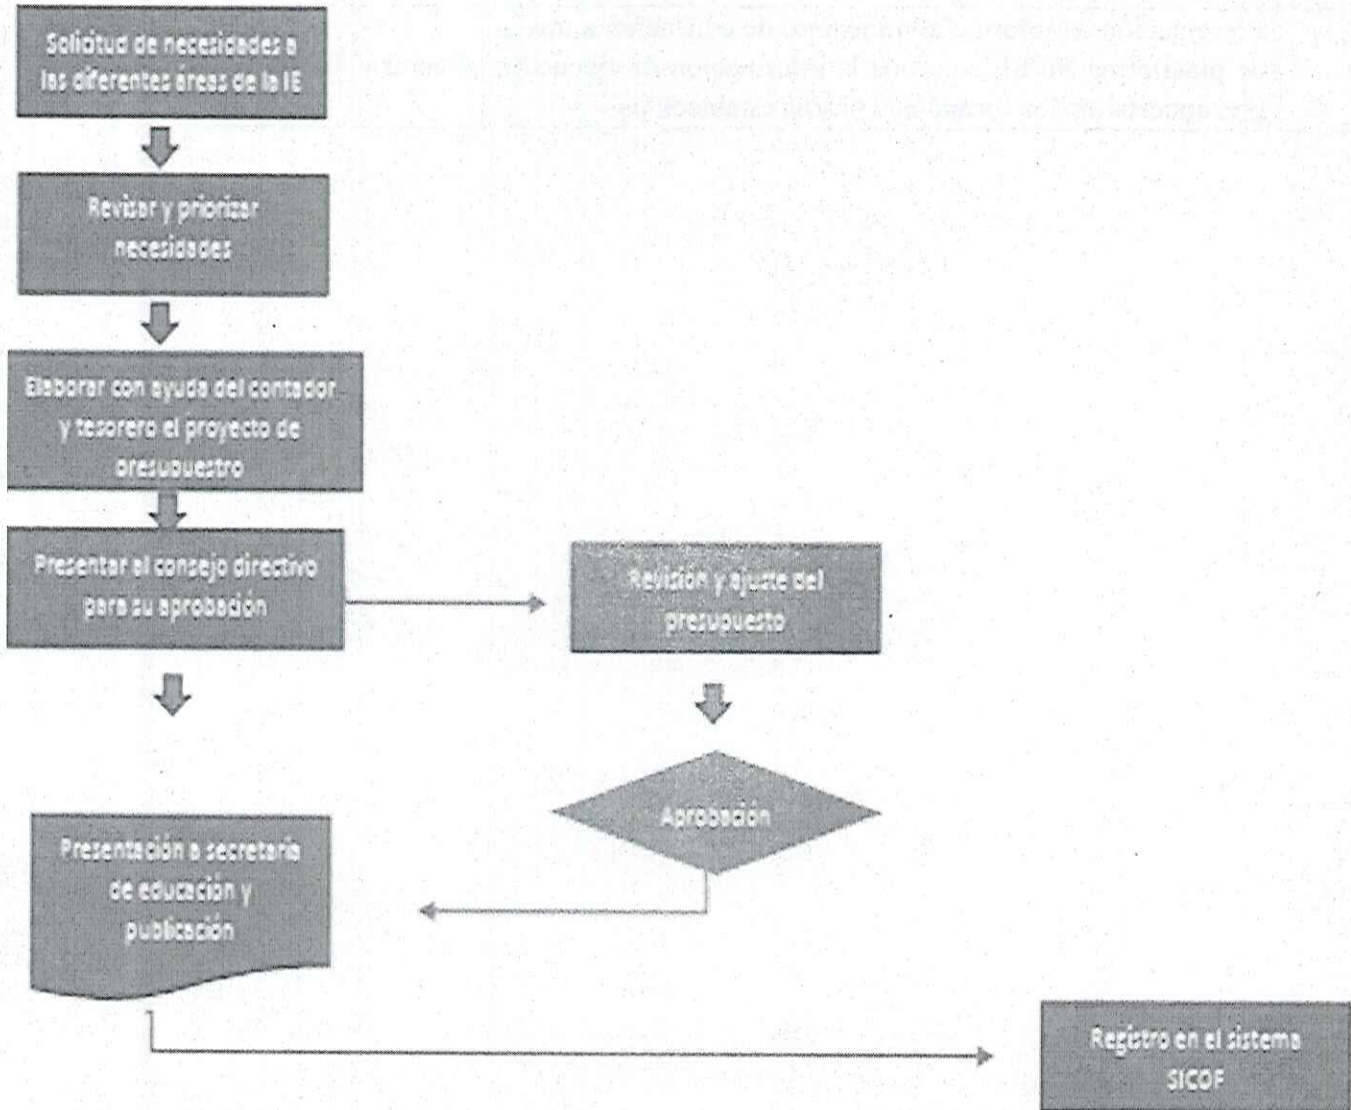 Solicitud de necesidades a
las diferentes áreas de la IE
Revisar y priorizar
necesidades
Elaborar con ayuda del contador
y tesorero el proyecto de
presupuestro
Presentar al consejo directivo
para su aprobación
Revisión y ajuste del
presupuesto
Aprobación
Presentación a secretaria
de educación y
publicación
Registro en el sistema
SICOF